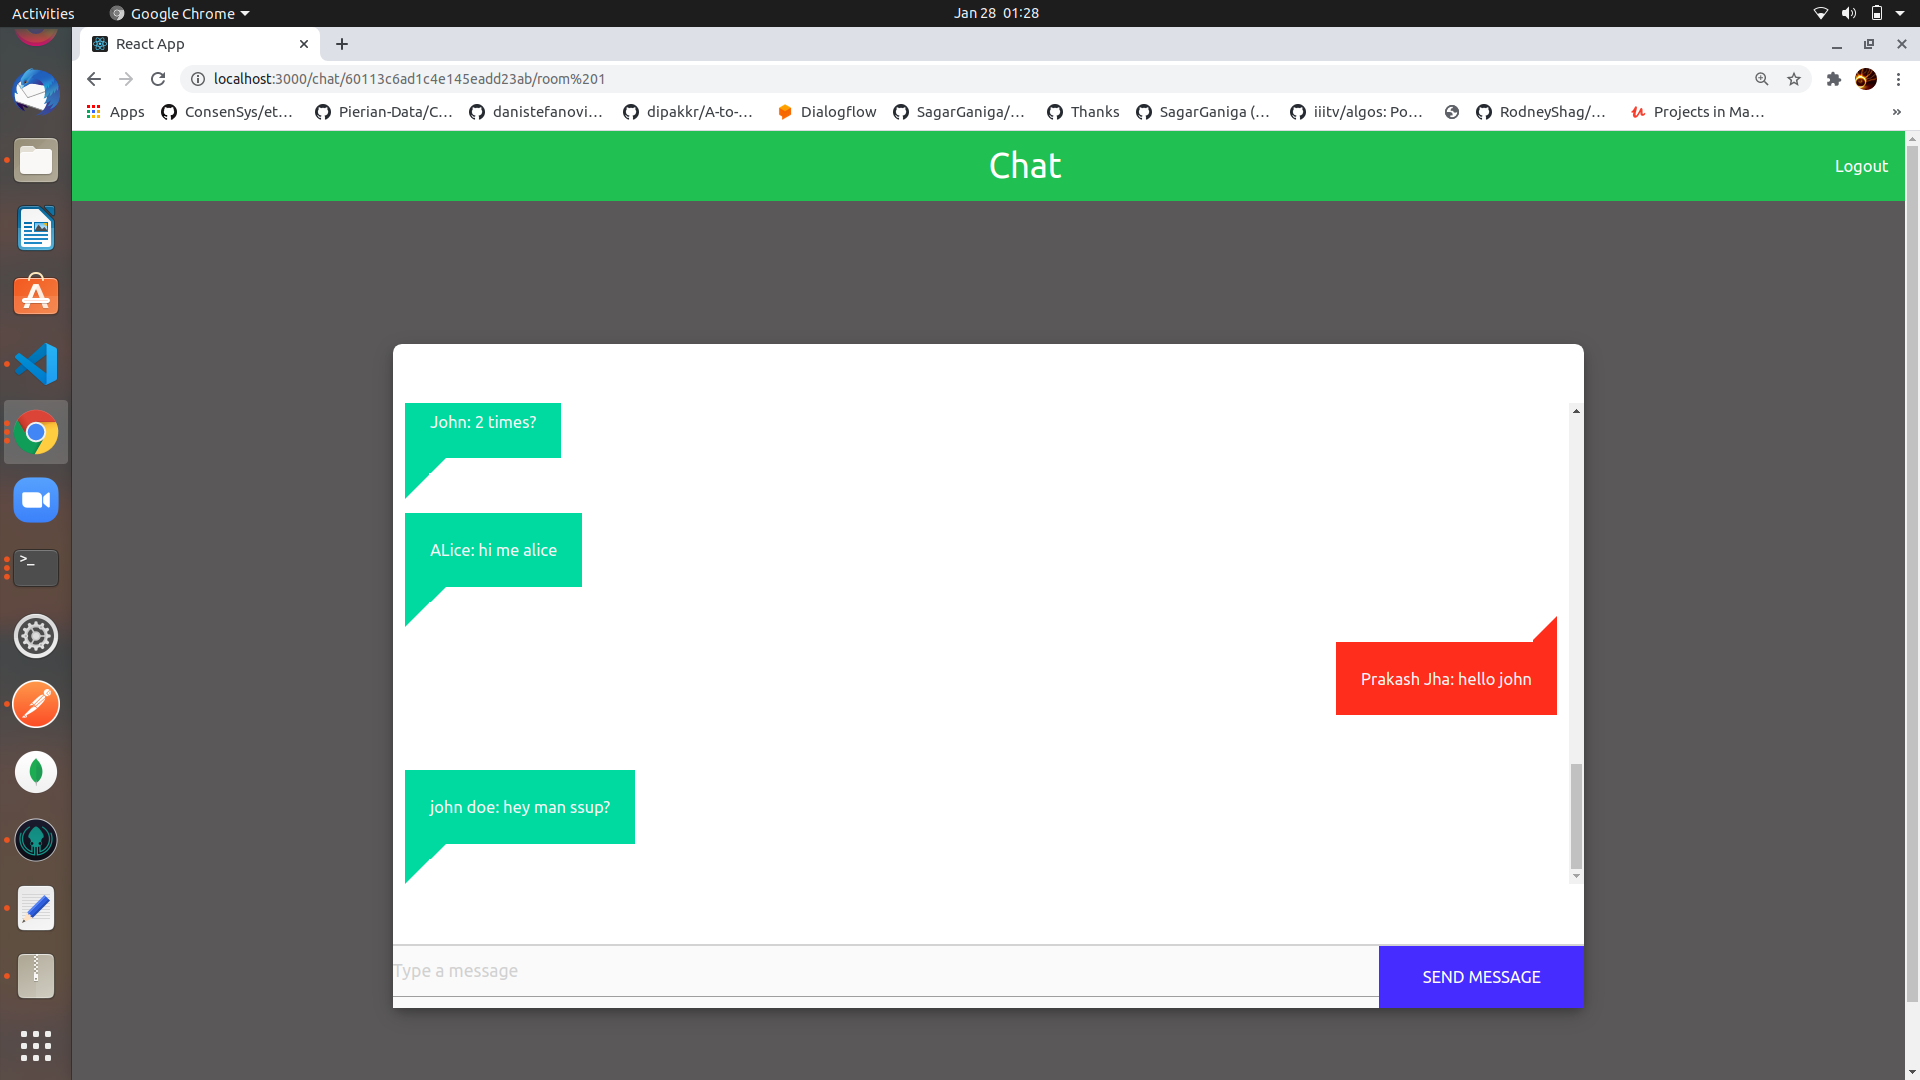 Activities
Google Chrome
Jan 28 01:28
React App
localhost:3000/chat/60113c6ad1c4e145eadd23ab/room%201
Apps
ConsenSys/et...
Pierian-Data/C...
danistefanovi...
dipakkr/A-to-...
Dialogflow
SagarGaniga/...
Thanks
SagarGaniga (...
iiitv/algos: Po...
RodneyShag/...
Projects in Ma...
»
Chat
Logout
John: 2 times?
ALice: hi me alice
Prakash Jha: hello john
john doe: hey man ssup?
Type a message
SEND MESSAGE